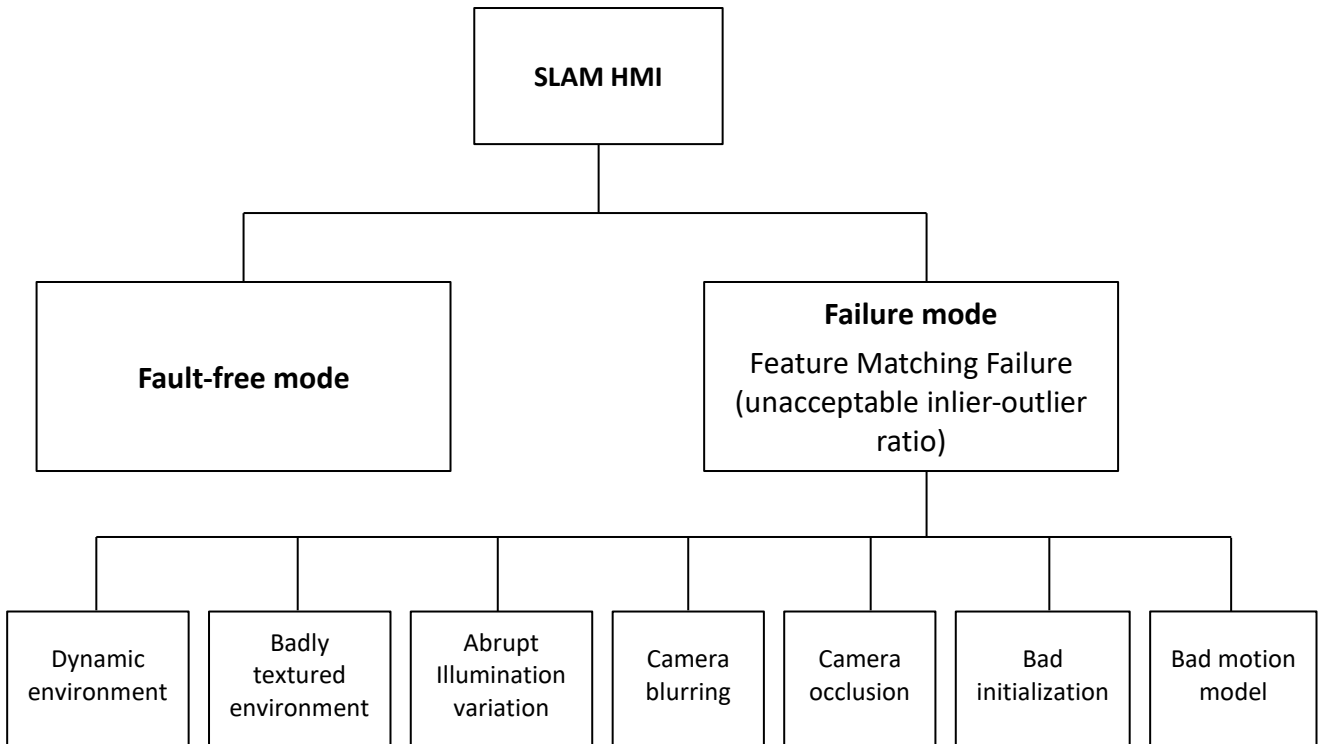 SLAM HMI
Fault-free mode
Failure mode
Feature Matching Failure
(unacceptable inlier-outlier
ratio)
Dynamic
environment
Badly
textured
environment
Abrupt
Illumination
variation
Camera
blurring
Camera
occlusion
Bad
initialization
Bad motion
model